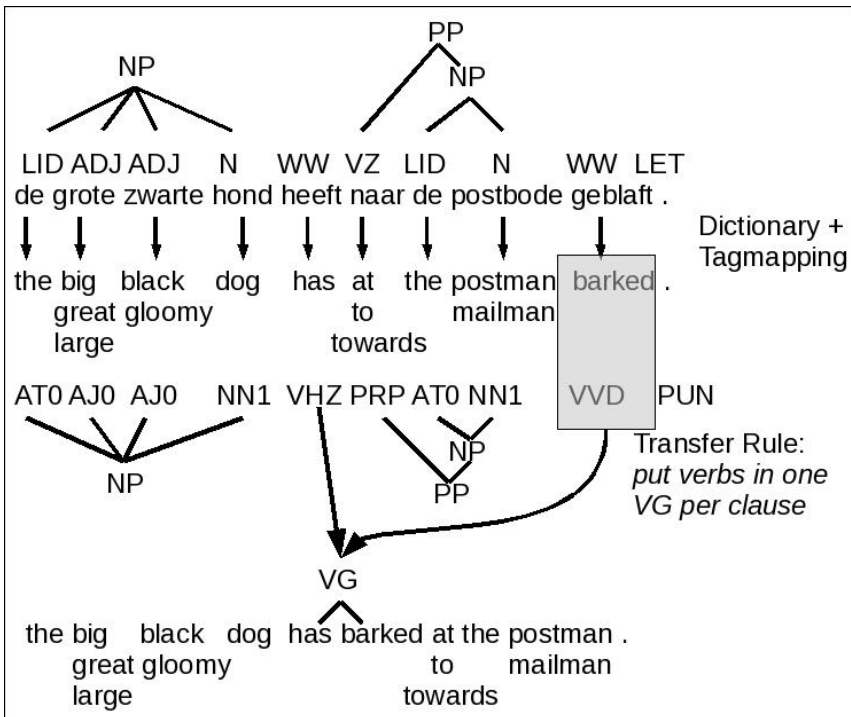 PP
NP
NP
LID ADJ ADJ N WW VZ LID N WW LET
de grote zwarte hond heeft naar de postbode geblaft .
Dictionary +
Tagmapping
the big black dog has at the postman barked .
great gloomy to mailman
large towards
AT0 AJ0 AJ0 NN1 VHZ PRP AT0 NN1 VVD PUN
NP
NP
PP
Transfer Rule:
put verbs in one
VG per clause
VG
the big black dog has barked at the postman .
great gloomy to mailman
large towards